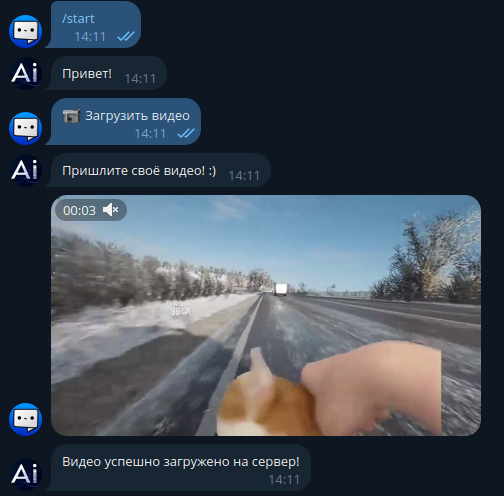 /start
14:11
Ai
Привет! 14:11
📹 Загрузить видео
14:11
Ai
Пришлите своё видео! :) 14:11
00:03
Ai
Видео успешно загружено на сервер!
14:11